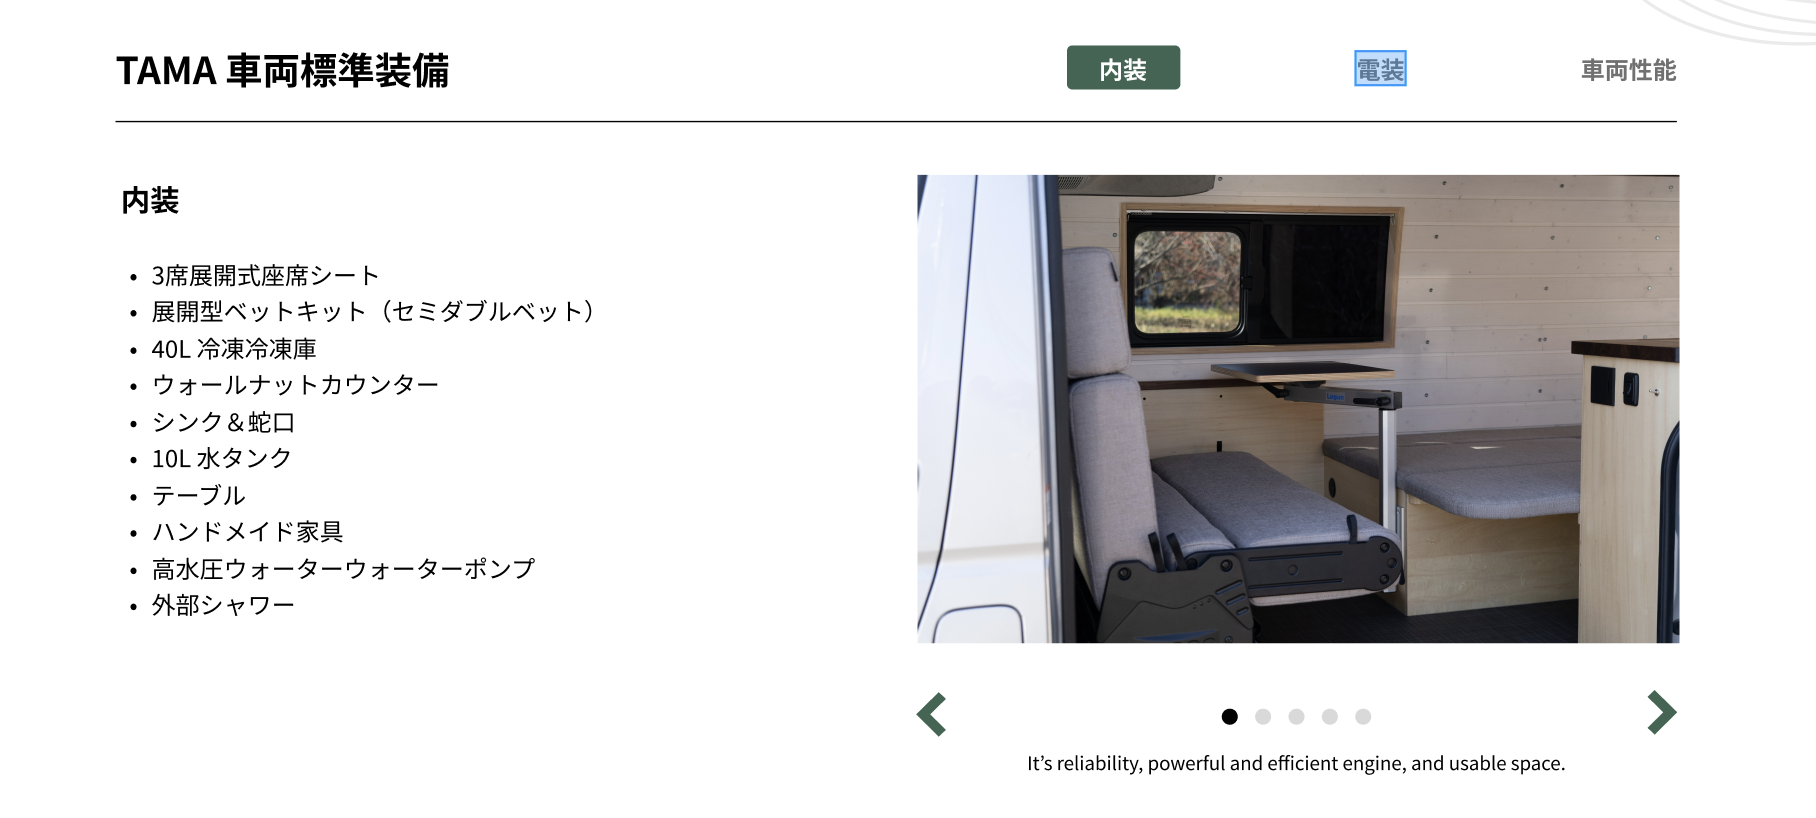 TAMA 車両標準装備
内装
電装
車両性能
内装
• 3席展開式座席シート
• 展開型ベットキット（セミダブルベット）
• 40L 冷凍冷凍庫
• ウォールナットカウンター
• シンク＆蛇口
• 10L 水タンク
• テーブル
• ハンドメイド家具
• 高水圧ウォーターウォーターポンプ
• 外部シャワー
Lagun
It’s reliability, powerful and efficient engine, and usable space.